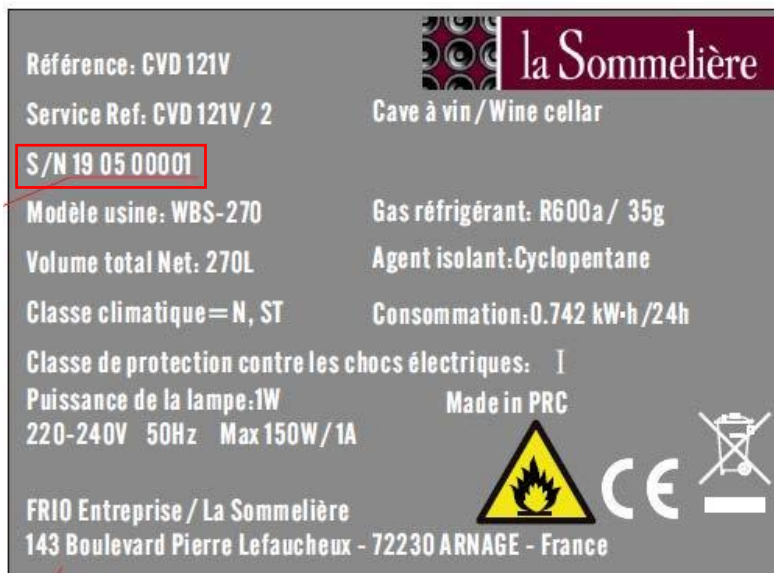 la Sommelière
Référence: CVD 121V
Service Ref: CVD 121V / 2
Cave à vin / Wine cellar
S/N 19 05 00001
Modèle usine: WBS-270
Gas réfrigérant: R600a / 35g
Volume total Net: 270L
Agent isolant:Cyclopentane
Classe climatique=N, ST
Consommation:0.742 kW·h /24h
Classe de protection contre les chocs électriques: I
Puissance de la lampe:1W
Made in PRC
220-240V 50Hz Max 150W / 1A
CE
FRIO Entreprise / La Sommelière
143 Boulevard Pierre Lefaucheux - 72230 ARNAGE - France